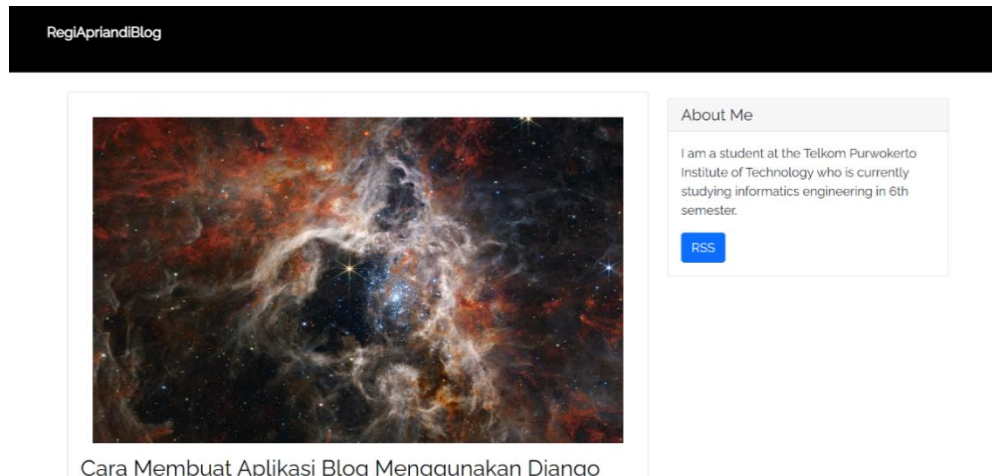 RegiApriandiBlog
About Me
I am a student at the Telkom Purwokerto
Institute of Technology who is currently
studying informatics engineering in 6th
semester.
RSS
Cara Membuat Aplikasi Blog Menggunakan Django